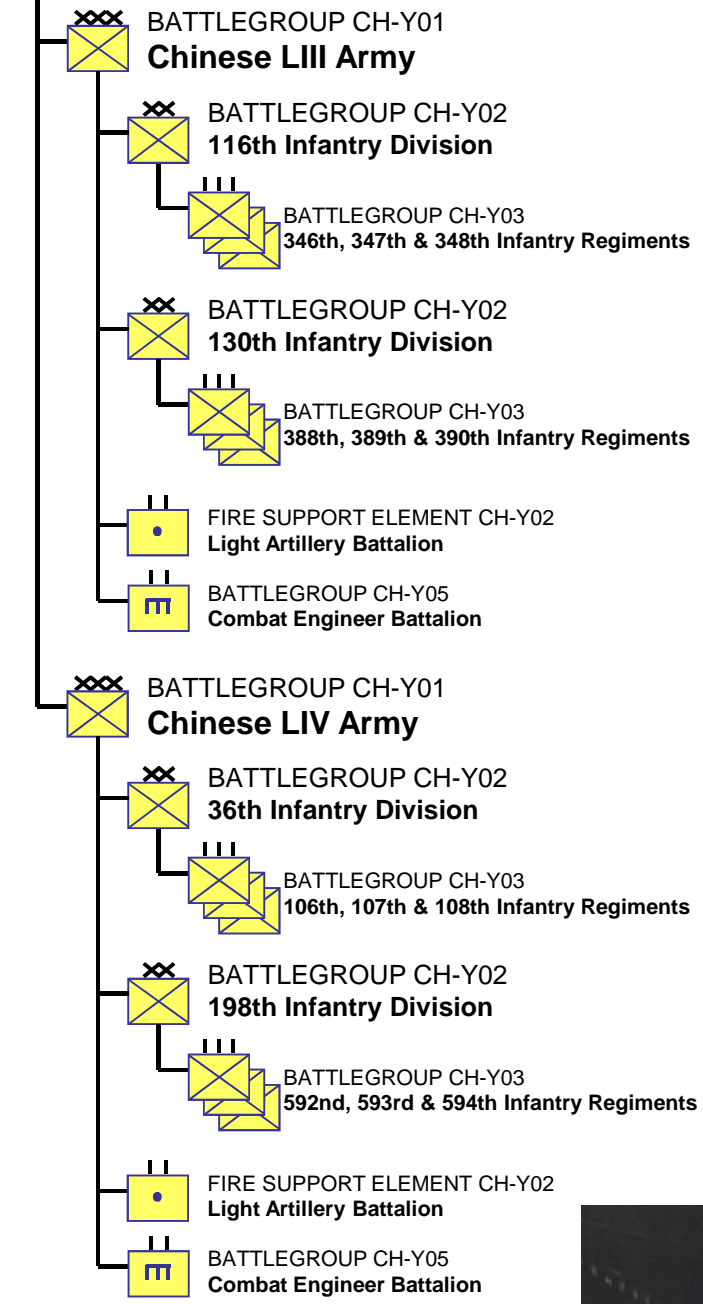 BATTLEGROUP CH-Y01
Chinese LIII Army
BATTLEGROUP CH-Y02
116th Infantry Division
BATTLEGROUP CH-Y03
346th, 347th & 348th Infantry Regiments
BATTLEGROUP CH-Y02
130th Infantry Division
BATTLEGROUP CH-Y03
388th, 389th & 390th Infantry Regiments
FIRE SUPPORT ELEMENT CH-Y02
Light Artillery Battalion
BATTLEGROUP CH-Y05
Combat Engineer Battalion
BATTLEGROUP CH-Y01
Chinese LIV Army
BATTLEGROUP CH-Y02
36th Infantry Division
BATTLEGROUP CH-Y03
106th, 107th & 108th Infantry Regiments
BATTLEGROUP CH-Y02
198th Infantry Division
BATTLEGROUP CH-Y03
592nd, 593rd & 594th Infantry Regiments
FIRE SUPPORT ELEMENT CH-Y02
Light Artillery Battalion
BATTLEGROUP CH-Y05
Combat Engineer Battalion